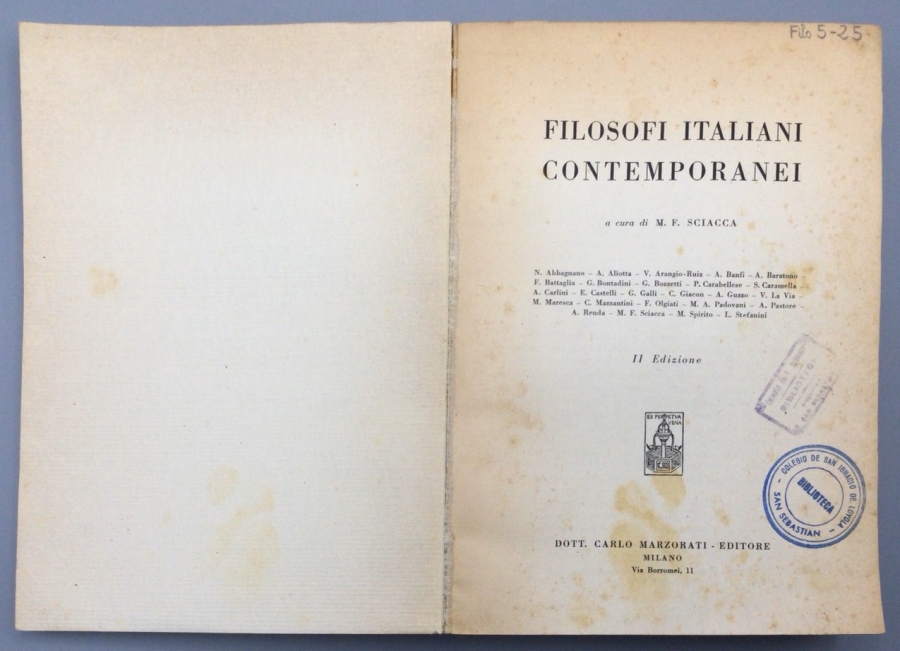 Filo 5-25
FILOSOFI ITALIANI
CONTEMPORANEI
a cura di M. F. SCIACCA
N. Abbagnano – A. Aliotta – V. Arangio-Ruiz – A. Banfi – A. Baratono –
F. Battaglia – G. Bontadini – G. Bozzetti – P. Carabellese – S. Caramella –
A. Carlini – E. Castelli – G. Galli – C. Giacon – A. Guzzo – V. La Via –
M. Maresca – C. Mazzantini – F. Olgiati – M. A. Padovani – A. Pastore –
A. Renda – M. F. Sciacca – M. Spirito – L. Stefanini
II Edizione
EX PERPETUA
VENA
COLEGIO DE SAN IGNACIO DE LOYOLA
BIBLIOTECA
SAN SEBASTIAN
DOTT. CARLO MARZORATI - EDITORE
MILANO
Via Borromei, 11